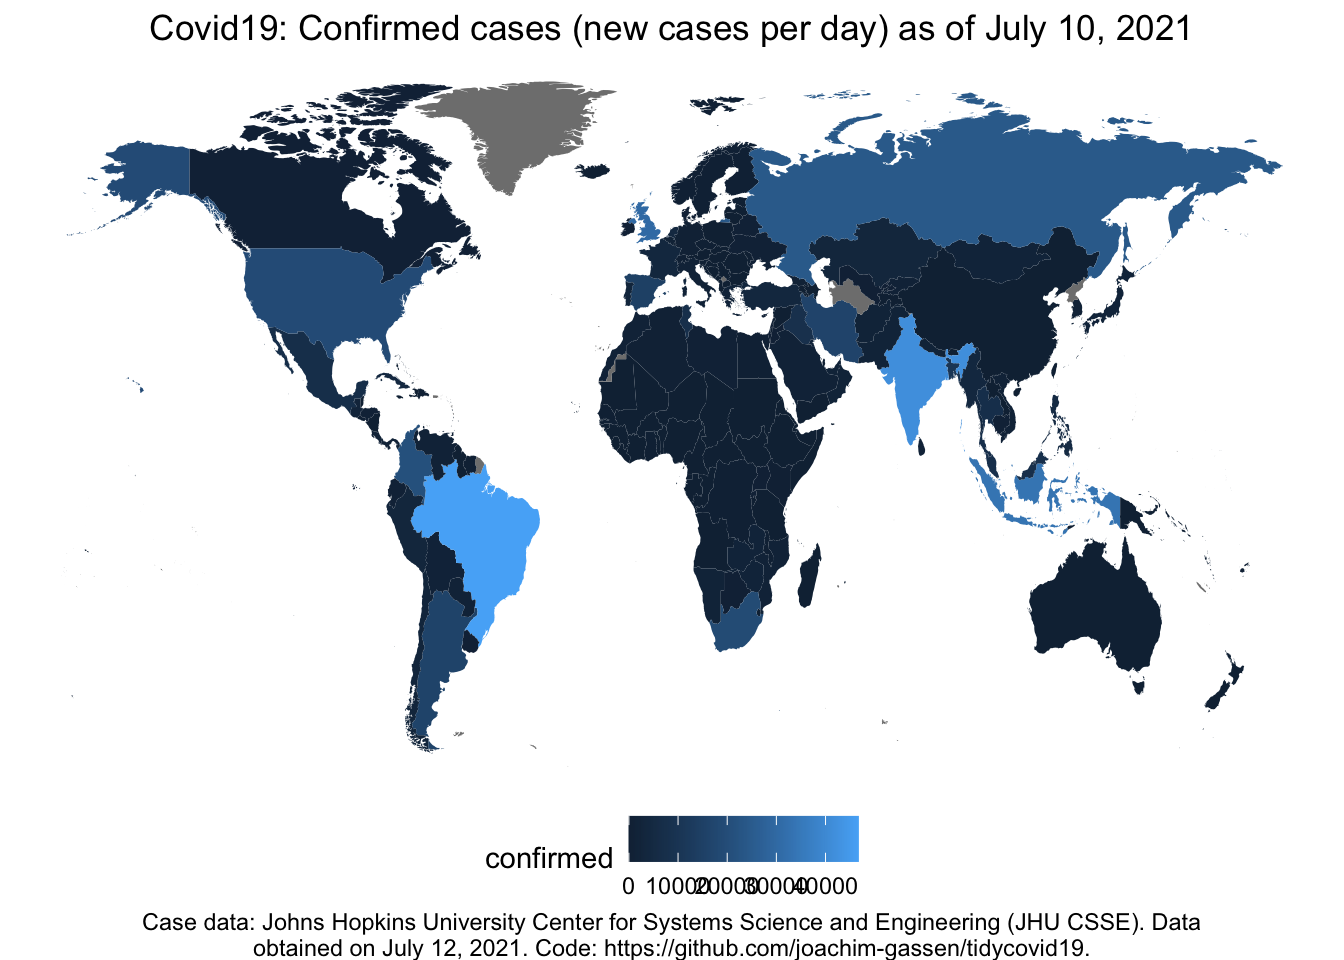 Covid19: Confirmed cases (new cases per day) as of July 10, 2021
confirmed
0 10000 20000 30000 40000
Case data: Johns Hopkins University Center for Systems Science and Engineering (JHU CSSE). Data
obtained on July 12, 2021. Code: https://github.com/joachim-gassen/tidycovid19.